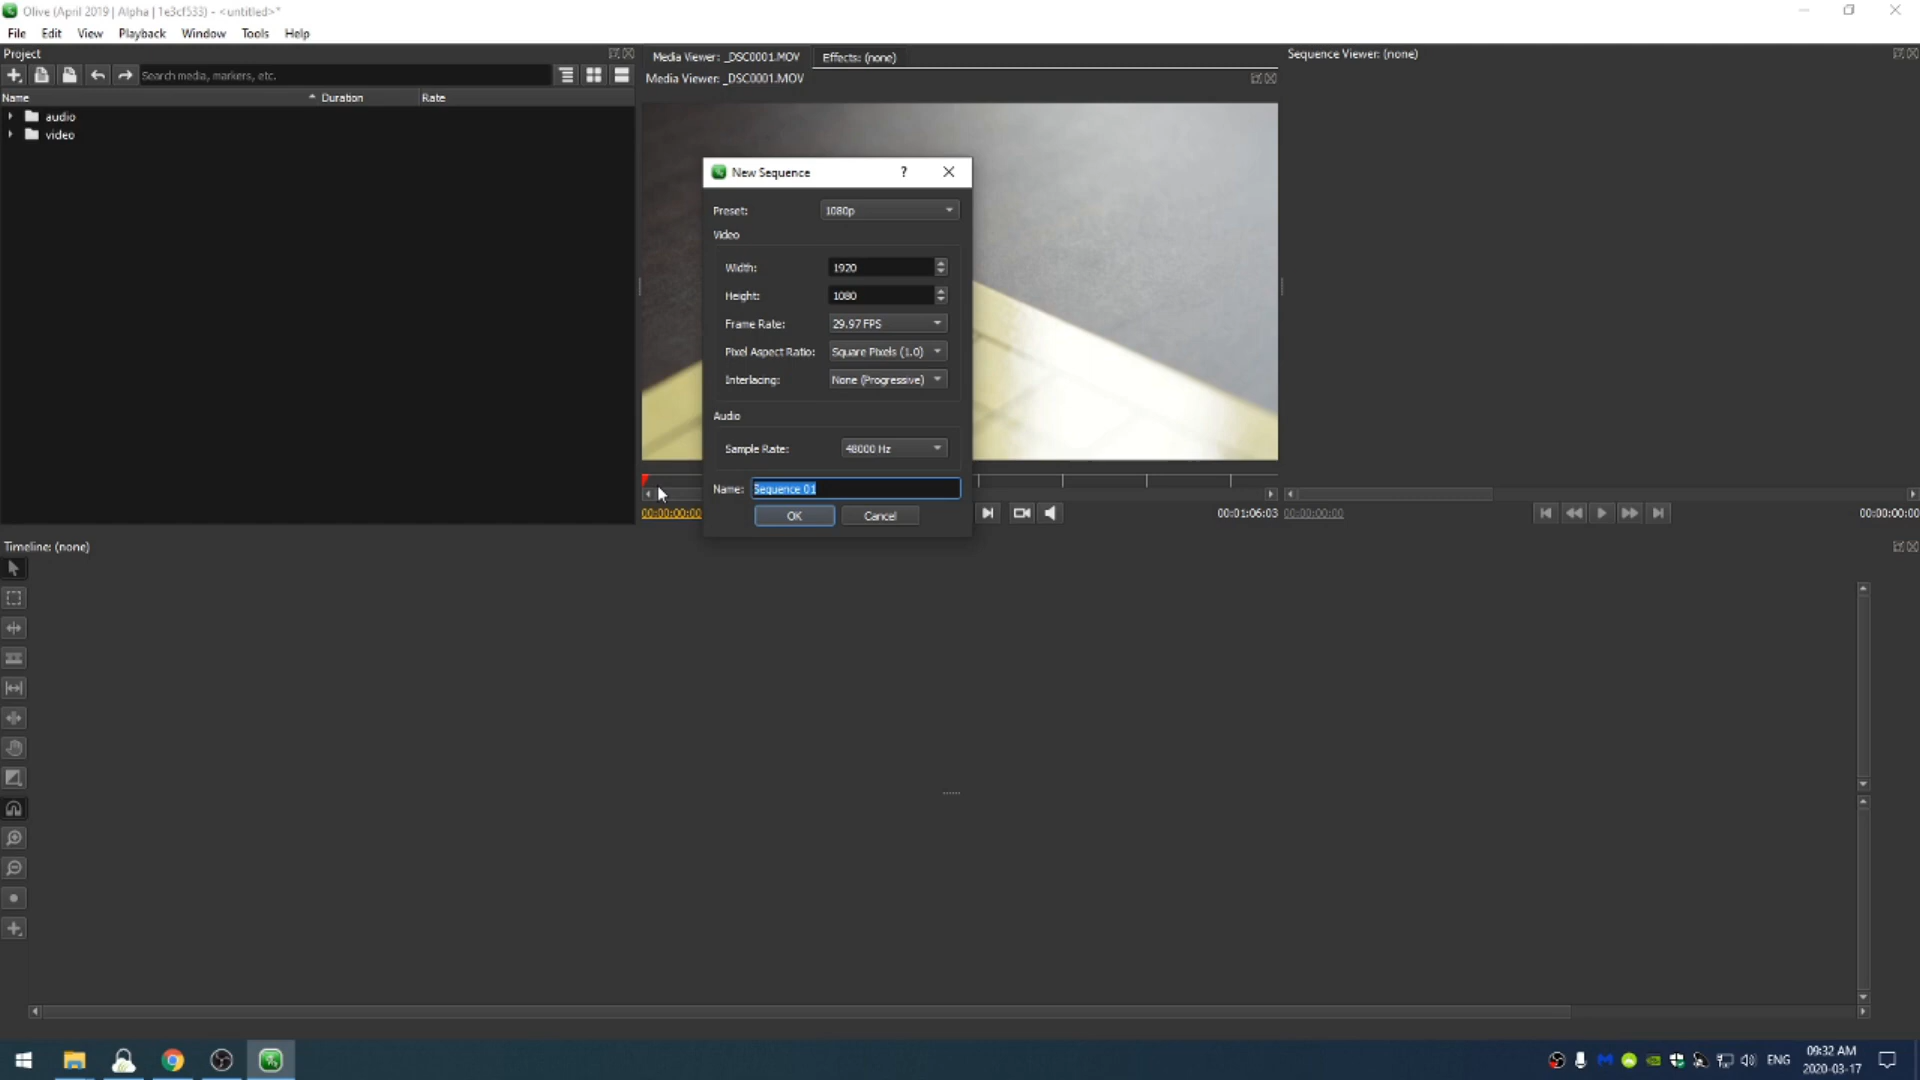 Olive (April 2019 | Alpha | 1e3cf533) - <untitled>*
File Edit View Playback Window Tools Help
Project
Search media, markers, etc.
Name Duration Rate
audio
video
Media Viewer: _DSC0001.MOV Effects: (none)
Media Viewer: _DSC0001.MOV
Sequence Viewer: (none)
New Sequence ?
Preset: 1080p
Video
Width: 1920
Height: 1080
Frame Rate: 29.97 FPS
Pixel Aspect Ratio: Square Pixels (1.0)
Interlacing: None (Progressive)
Audio
Sample Rate: 48000 Hz
Name: Sequence 01
OK Cancel
00:00:00:00 00:01:06:03 00:00:00:00 00:00:00:00
Timeline: (none)
ENG
09:32 AM
2020-03-17